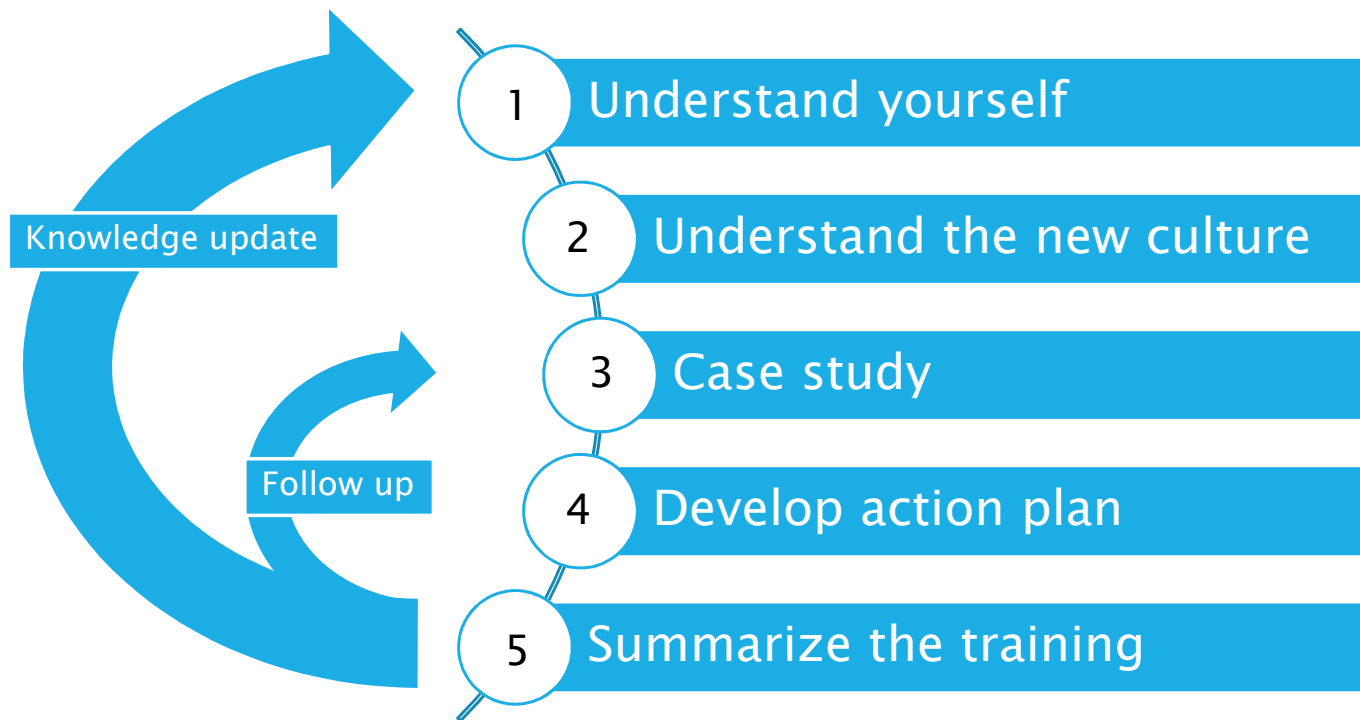 1
Understand yourself
2
Understand the new culture
Knowledge update
3
Case study
Follow up
4
Develop action plan
5
Summarize the training